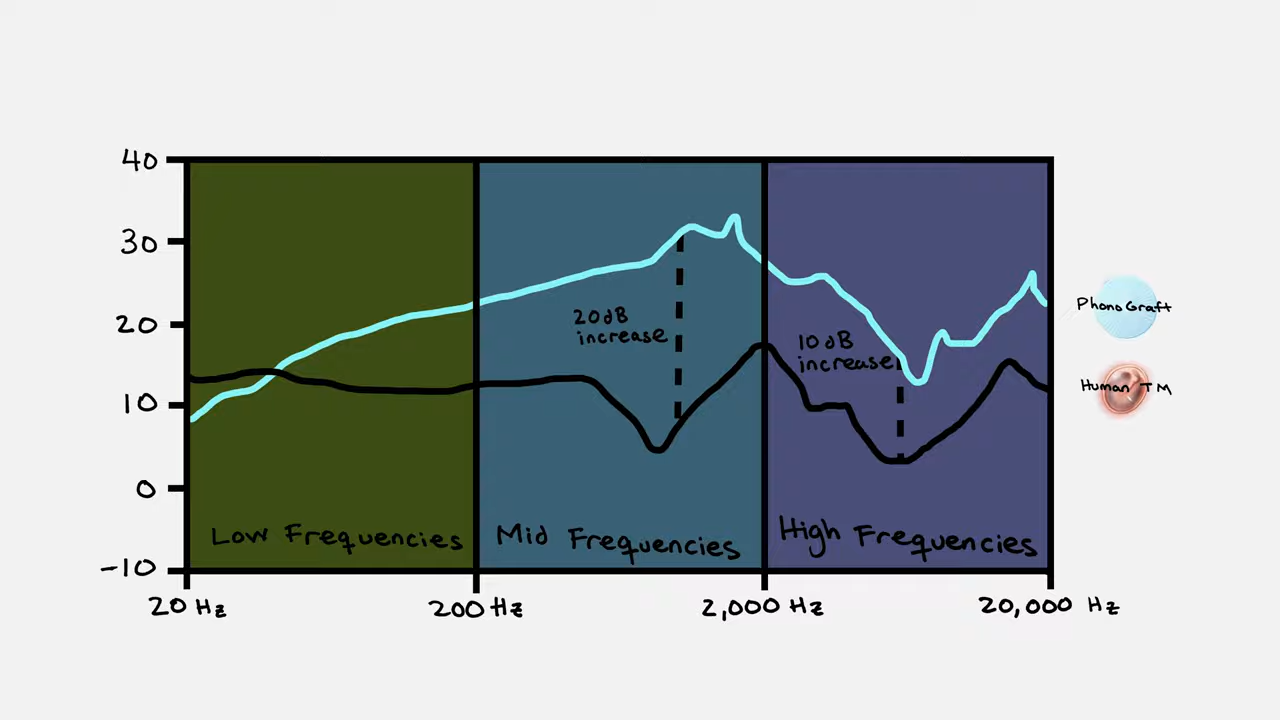 40
30
20
10
0
-10
20 Hz
200 Hz
2,000 Hz
20,000 Hz
Low Frequencies
Mid Frequencies
High Frequencies
20dB
increase
10dB
increase
PhonoGraft
Human TM